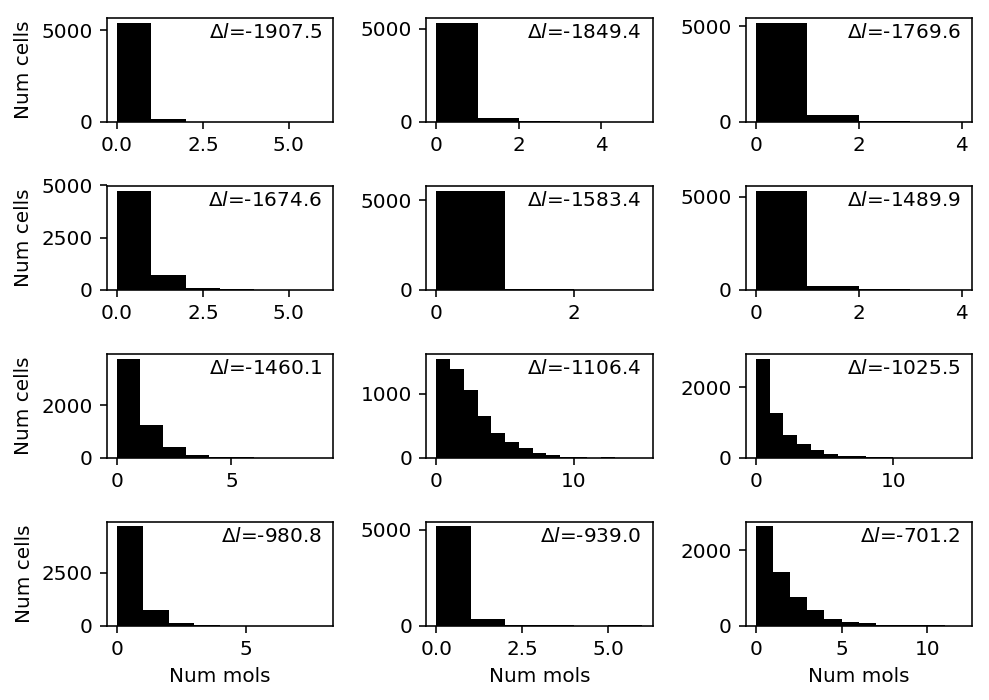 Num cells
5000
0
0.0 2.5 5.0
Δl=-1907.5
5000
0
0 2 4
Δl=-1849.4
5000
0
0 2 4
Δl=-1769.6
Num cells
5000
2500
0
0.0 2.5 5.0
Δl=-1674.6
5000
0
0 2
Δl=-1583.4
5000
0
0 2 4
Δl=-1489.9
Num cells
2000
0
0 5
Δl=-1460.1
1000
0
0 10
Δl=-1106.4
2000
0
0 10
Δl=-1025.5
Num cells
2500
0
0 5
Δl=-980.8
Num mols
5000
0
0.0 2.5 5.0
Δl=-939.0
Num mols
2000
0
0 5 10
Δl=-701.2
Num mols